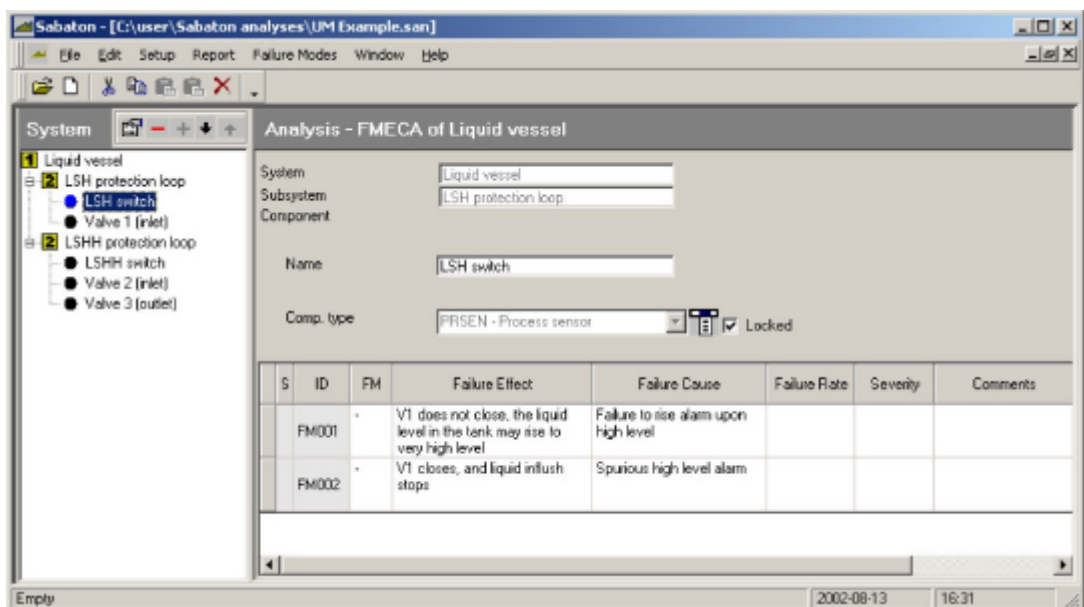 Sabaton - [C:\user\Sabaton analyses\UM Example.san]
File Edit Setup Report Failure Modes Window Help
System
Analysis - FMECA of Liquid vessel
1 Liquid vessel
2 LSH protection loop
LSH switch
Valve 1 (inlet)
2 LSHH protection loop
LSHH switch
Valve 2 (inlet)
Valve 3 (outlet)
System Liquid vessel
Subsystem LSH protection loop
Component
Name LSH switch
Comp. type PRSEN - Process sensor Locked
S ID FM Failure Effect Failure Cause Failure Rate Severity Comments
FM001 - V1 does not close, the liquid Failure to rise alarm upon
level in the tank may rise to high level
very high level
FM002 - V1 closes, and liquid inflush Spurious high level alarm
stops
Empty 2002-08-13 16:31